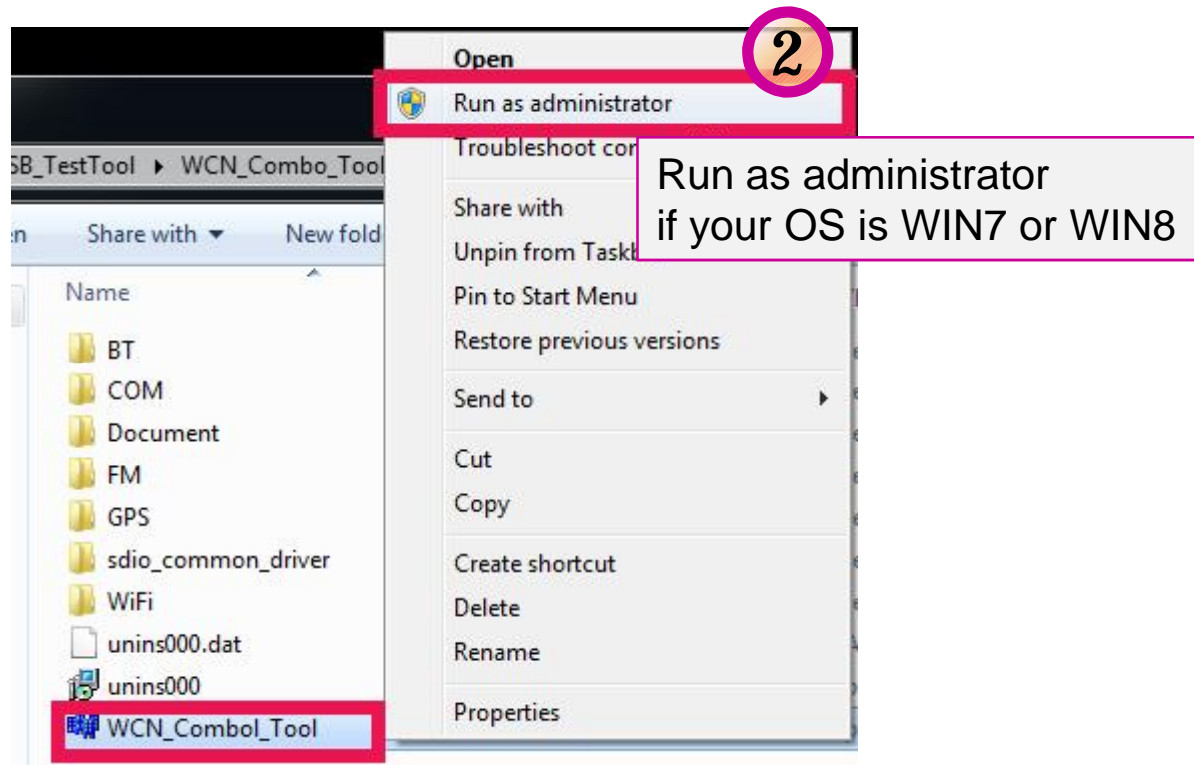 2
Open
Run as administrator
Troubleshoot
Run as administrator
if your OS is WIN7 or WIN8
SB_TestTool ▸ WCN_Combo_Tool
Share with
Share with
New fold
Unpin from Taskb
Name
Pin to Start Menu
BT
Restore previous versions
COM
Send to
Document
FM
Cut
GPS
Copy
sdio_common_driver
Create shortcut
WiFi
Delete
unins000.dat
Rename
unins000
WCN_Combol_Tool
Properties